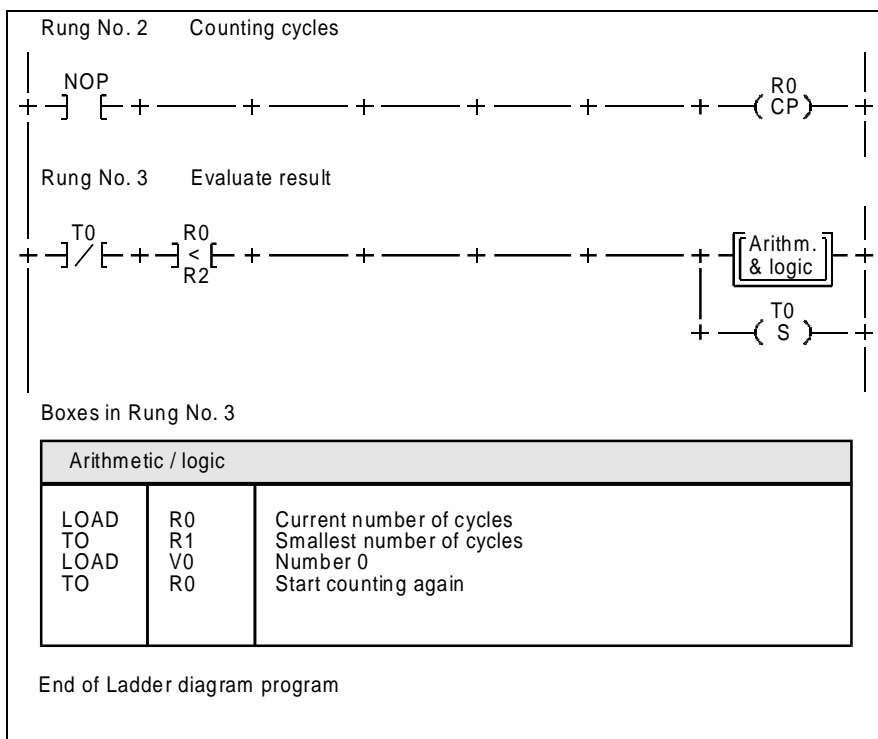 Rung No. 2 Counting cycles
NOP
R0
CP
Rung No. 3 Evaluate result
T0
R0
<
R2
Arithm.
& logic
T0
S
Boxes in Rung No. 3
Arithmetic / logic
LOAD R0 Current number of cycles
TO R1 Smallest number of cycles
LOAD V0 Number 0
TO R0 Start counting again
End of Ladder diagram program